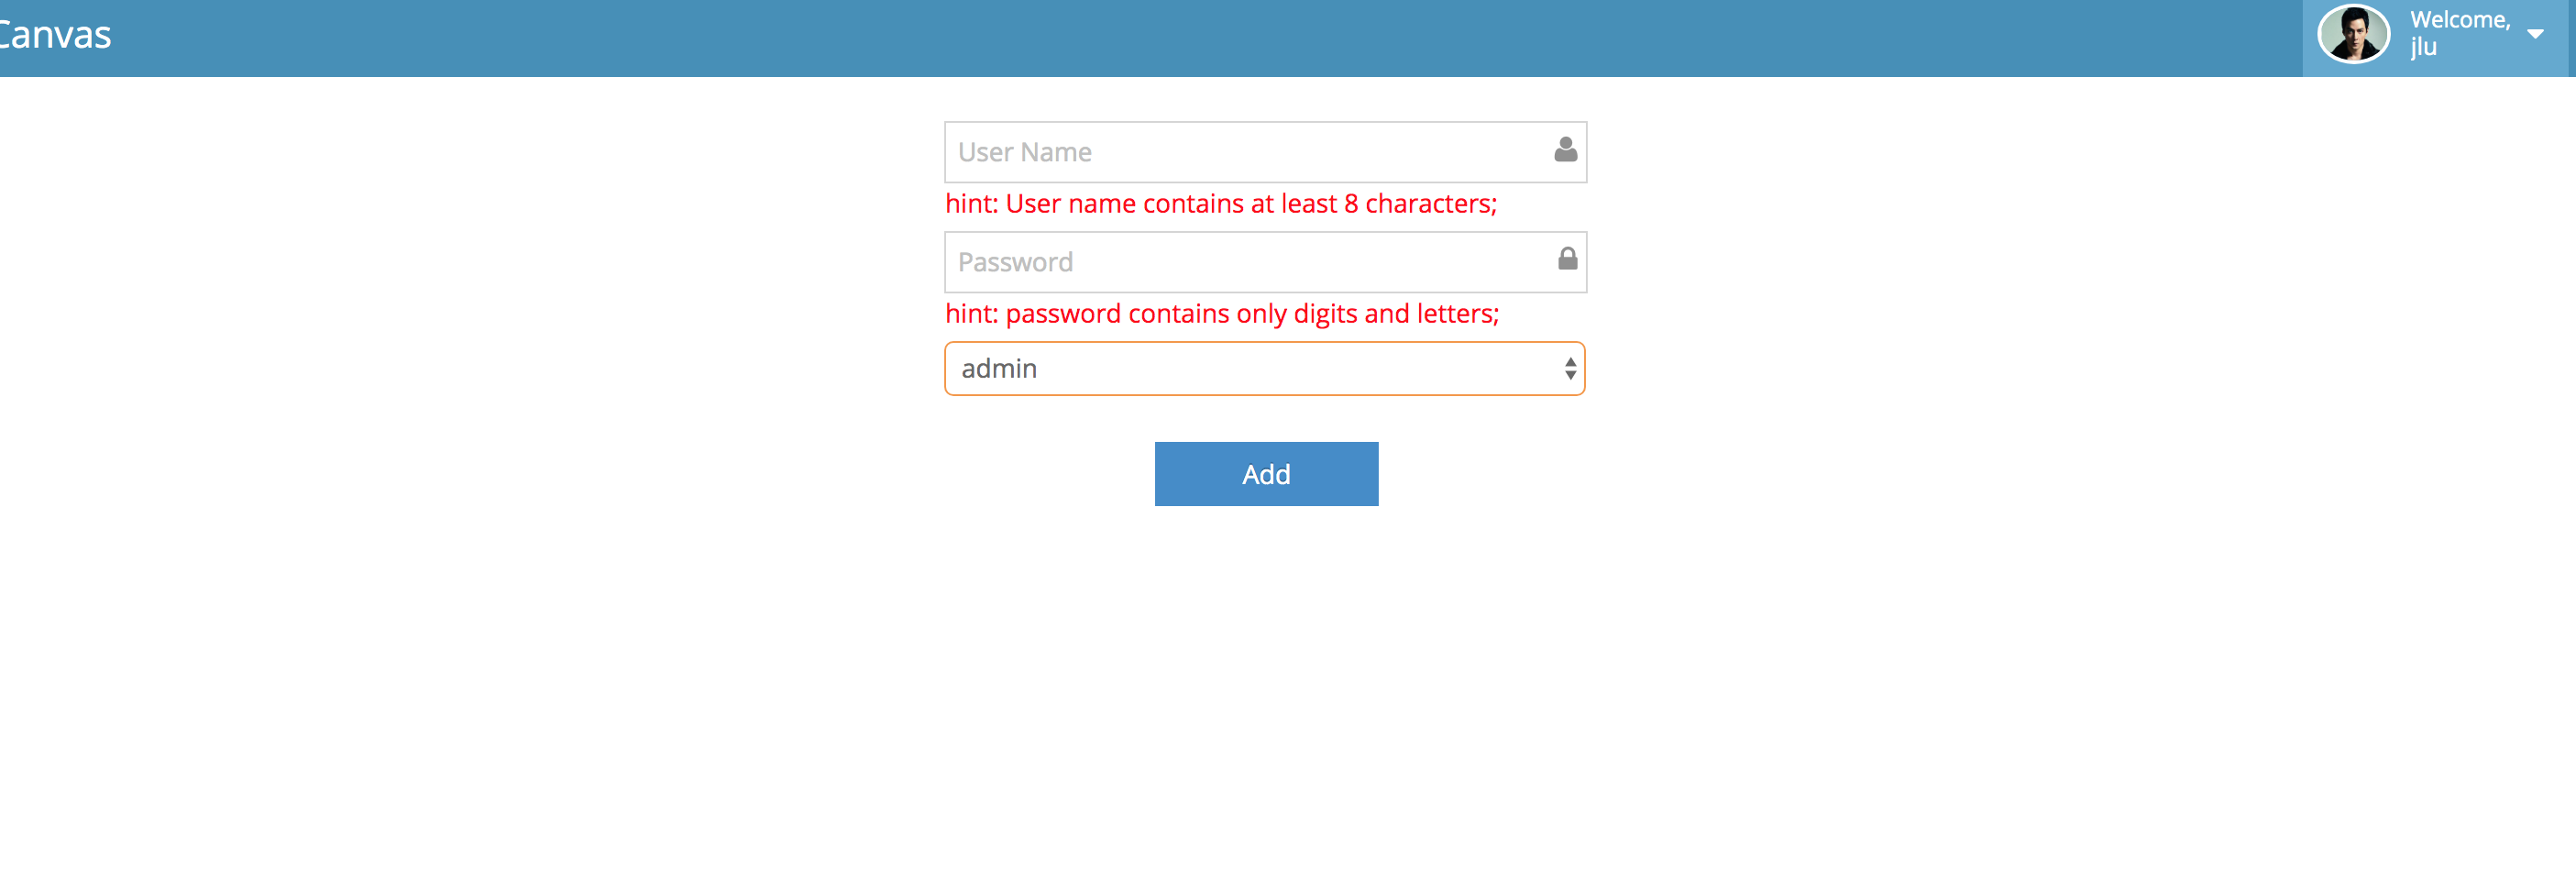 Canvas
Welcome,
jlu
User Name
hint: User name contains at least 8 characters;
Password
hint: password contains only digits and letters;
admin
Add